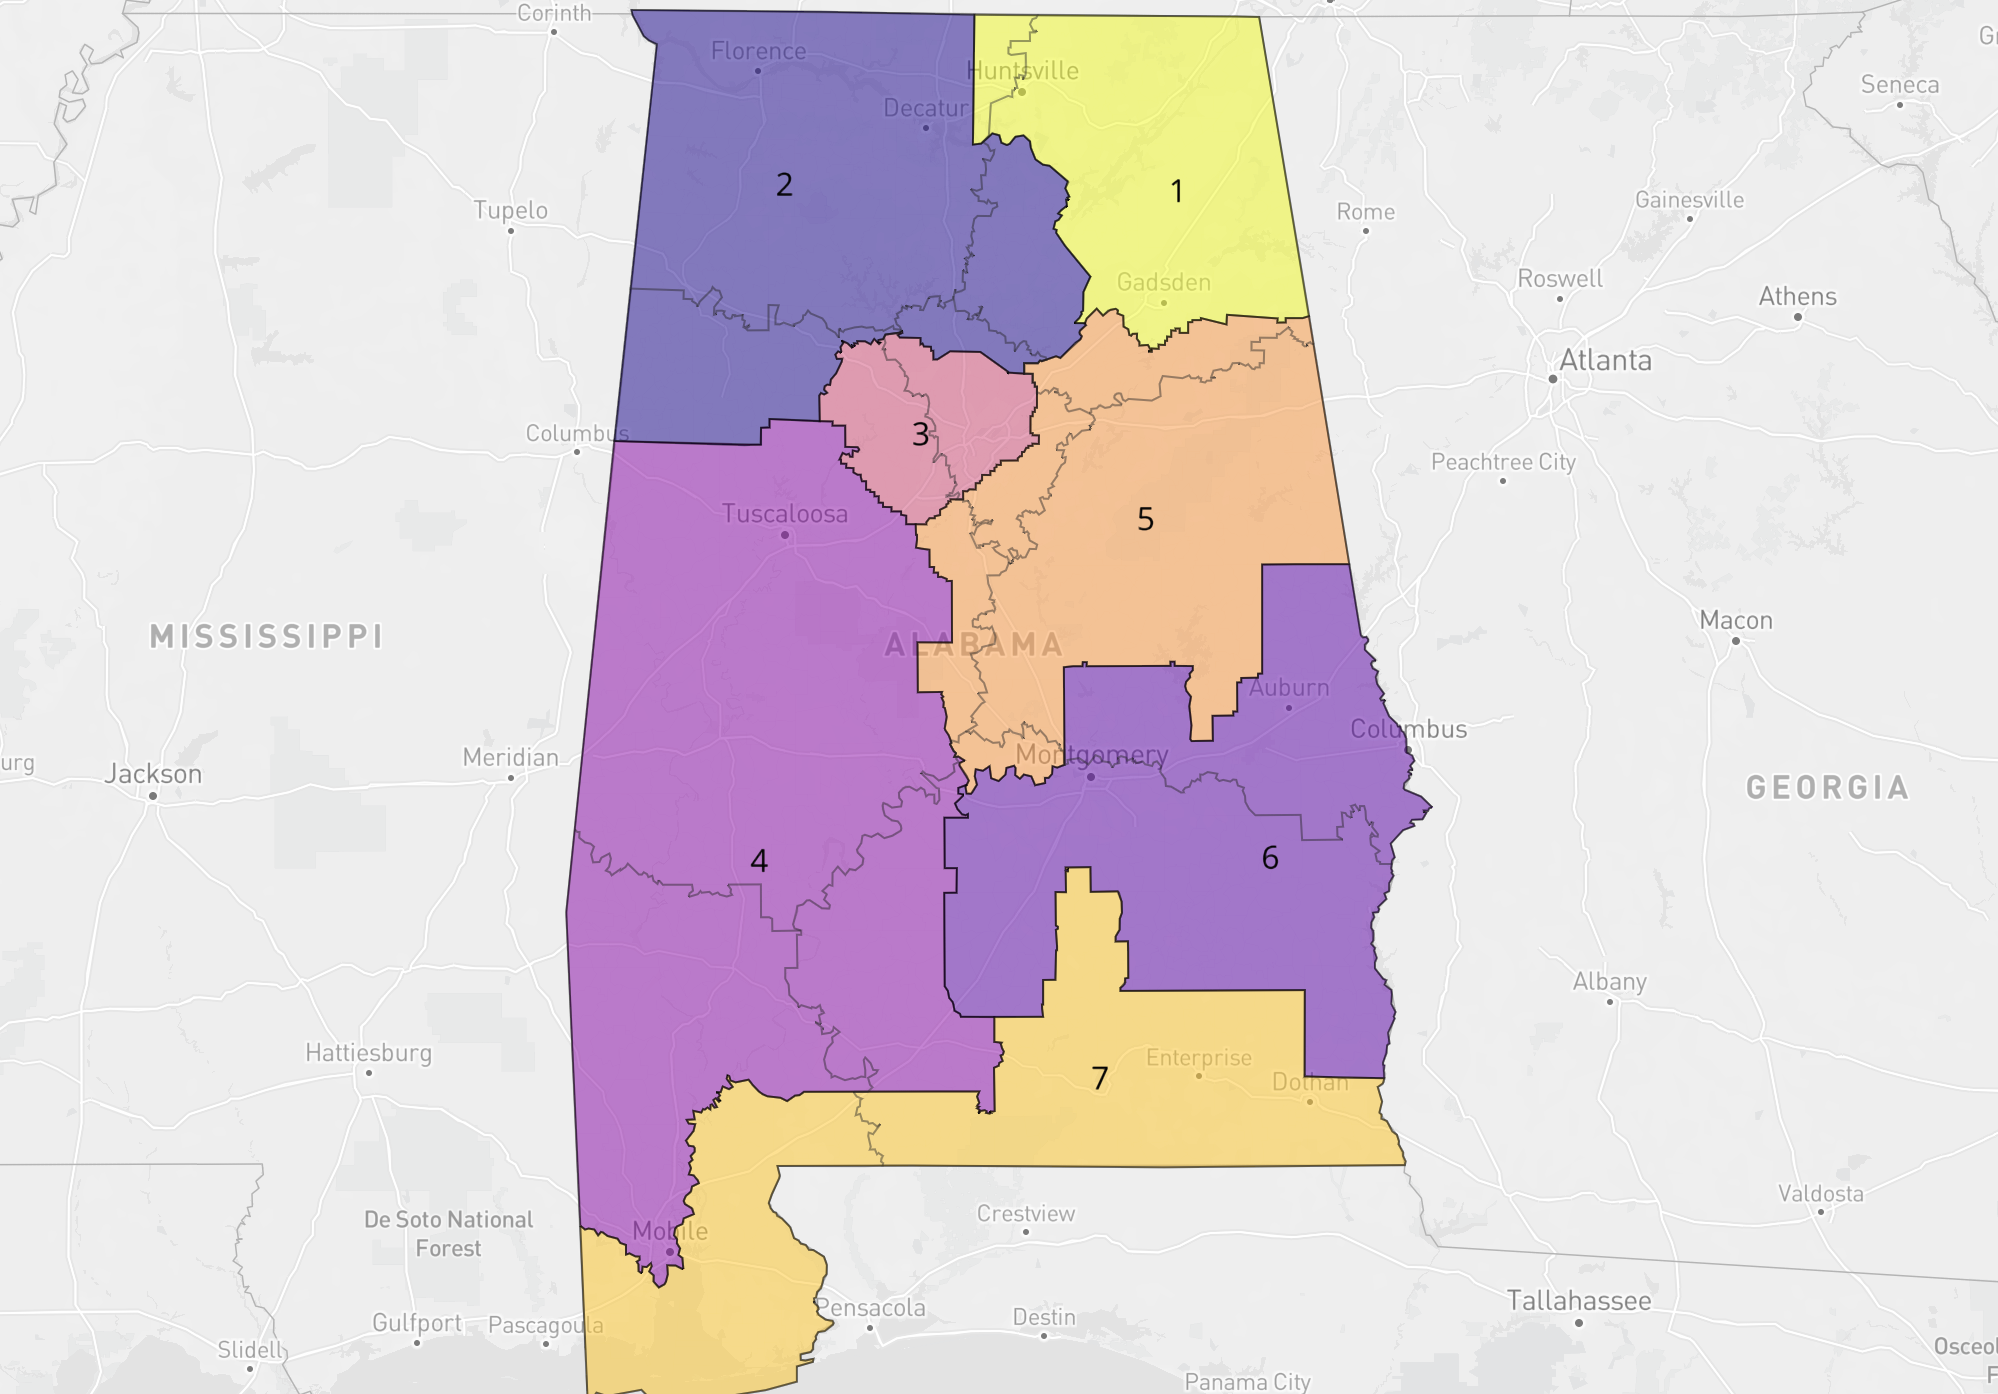 Corinth
Florence
Huntsville
Decatur
Seneca
2
1
Tupelo
Rome
Gainesville
Gadsden
Roswell
Athens
Atlanta
Columbus
3
Peachtree City
Tuscaloosa
5
MISSISSIPPI
ALABAMA
Macon
Auburn
Columbus
urg
Jackson
Meridian
Montgomery
GEORGIA
4
6
Albany
Hattiesburg
Enterprise
7
Dothan
De Soto National
Forest
Mobile
Crestview
Valdosta
Gulfport
Pascagoula
Pensacola
Destin
Tallahassee
Slidell
Osceol
Panama City
F